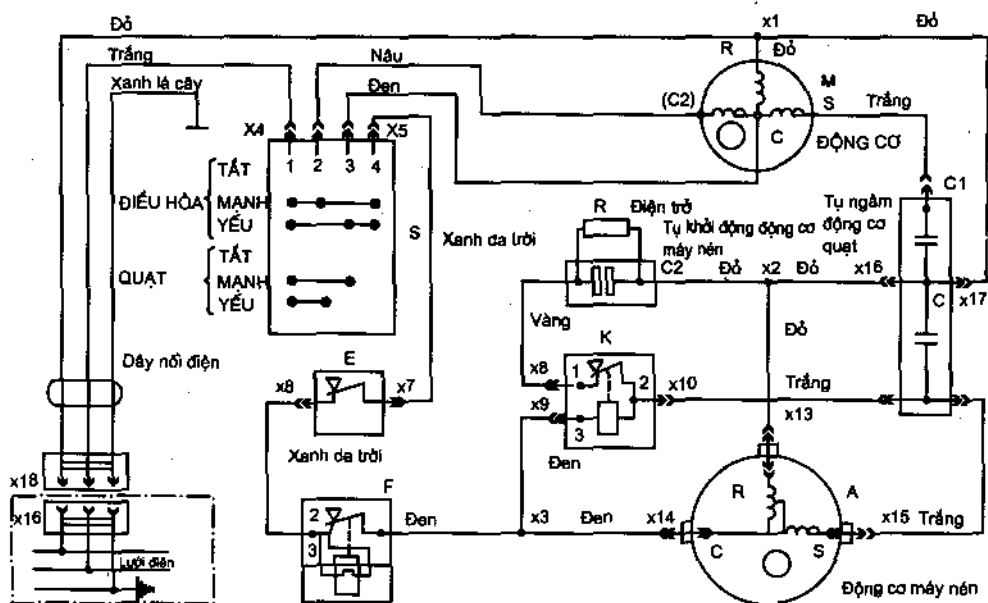 Đỏ
x1
Đỏ
Trắng
Nâu
R
Đỏ
Xanh lá cây
Đen
M
(C2)
S
Trắng
X4
X5
C
ĐỘNG CƠ
1 2 3 4
C1
TẮT
ĐIỀU HÒA
MẠNH
YẾU
S
R
Điện trở
Tụ khởi động động cơ
máy nén
Tụ ngâm
động cơ
quạt
Xanh da trời
TẮT
QUẠT
MẠNH
YẾU
C2
Đỏ
x2
Đỏ
x16
C
x17
Vàng
Đỏ
Dây nối điện
E
K
x8
x7
x8
1
2
x10
Trắng
x9
3
x13
Xanh da trời
Đen
x18
F
R
A
x16
2
3
Đen
x3
Đen
x14
C
S
x15
Trắng
Lưới điện
Động cơ máy nén